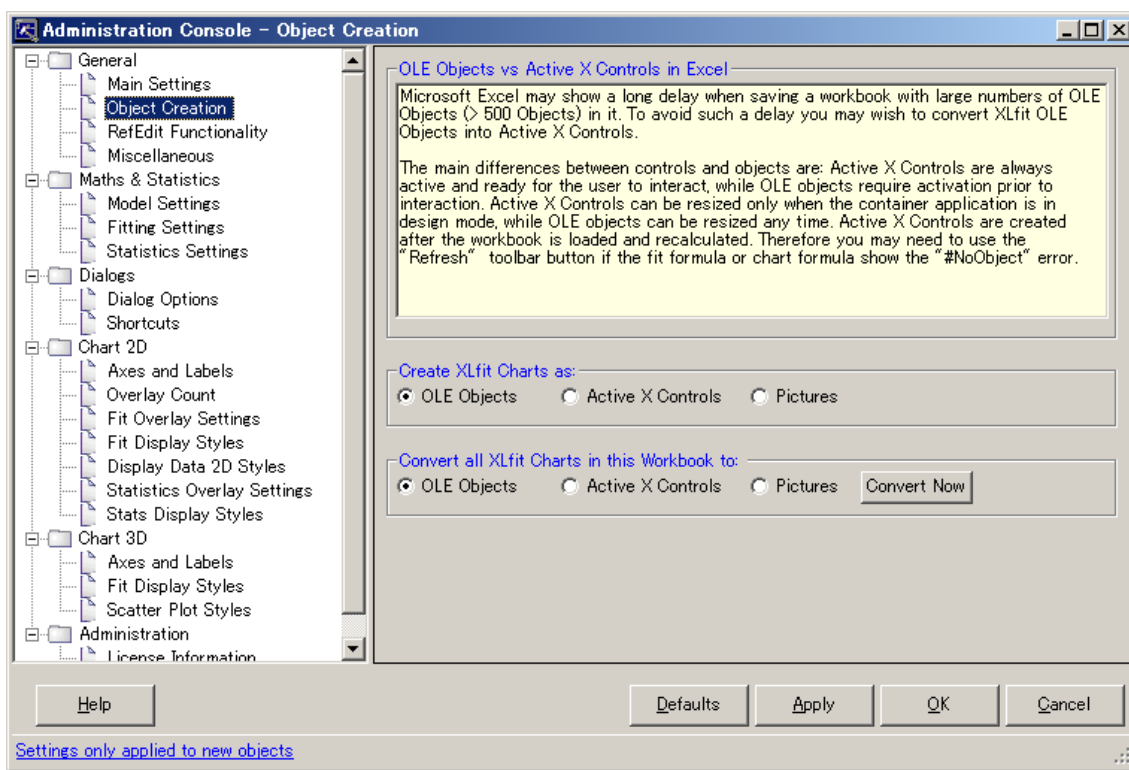 Administration Console - Object Creation
General
Main Settings
Object Creation
RefEdit Functionality
Miscellaneous
Maths & Statistics
Model Settings
Fitting Settings
Statistics Settings
Dialogs
Dialog Options
Shortcuts
Chart 2D
Axes and Labels
Overlay Count
Fit Overlay Settings
Fit Display Styles
Display Data 2D Styles
Statistics Overlay Settings
Stats Display Styles
Chart 3D
Axes and Labels
Fit Display Styles
Scatter Plot Styles
Administration
License Information
OLE Objects vs Active X Controls in Excel
Microsoft Excel may show a long delay when saving a workbook with large numbers of OLE
Objects (> 500 Objects) in it. To avoid such a delay you may wish to convert XLfit OLE
Objects into Active X Controls.
The main differences between controls and objects are: Active X Controls are always
active and ready for the user to interact, while OLE objects require activation prior to
interaction. Active X Controls can be resized only when the container application is in
design mode, while OLE objects can be resized any time. Active X Controls are created
after the workbook is loaded and recalculated. Therefore you may need to use the
"Refresh" toolbar button if the fit formula or chart formula show the "#NoObject" error.
Create XLfit Charts as:
OLE Objects Active X Controls Pictures
Convert all XLfit Charts in this Workbook to:
OLE Objects Active X Controls Pictures Convert Now
Help Defaults Apply OK Cancel
Settings only applied to new objects